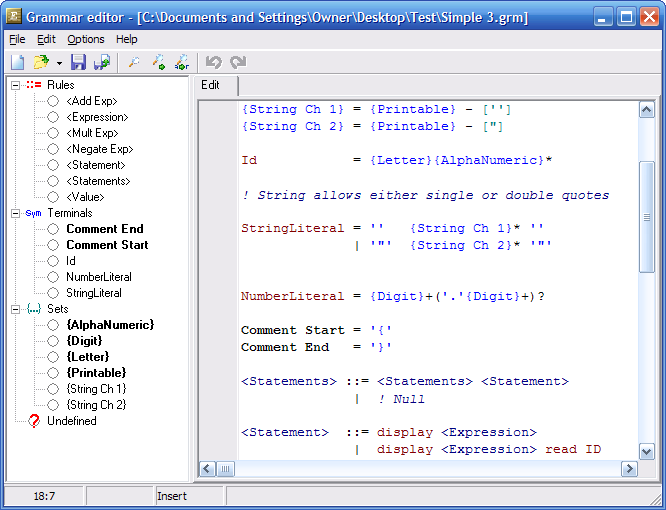 Grammar editor - [C:\Documents and Settings\Owner\Desktop\Test\Simple 3.grm]
File Edit Options Help
Rules
<Add Exp>
<Expression>
<Mult Exp>
<Negate Exp>
<Statement>
<Statements>
<Value>
Sym Terminals
Comment End
Comment Start
Id
NumberLiteral
StringLiteral
{...} Sets
{AlphaNumeric}
{Digit}
{Letter}
{Printable}
{String Ch 1}
{String Ch 2}
Undefined
Edit
{String Ch 1} = {Printable} - ['']
{String Ch 2} = {Printable} - ["]
Id            = {Letter}{AlphaNumeric}*
! String allows either single or double quotes
StringLiteral = ''   {String Ch 1}* ''
              | '"'  {String Ch 2}* '"'
NumberLiteral = {Digit}+('.'{Digit}+)?
Comment Start = '{'
Comment End   = '}'
<Statements> ::= <Statements> <Statement>
              |  ! Null
<Statement>  ::= display <Expression>
              |  display <Expression> read ID
18:7
Insert